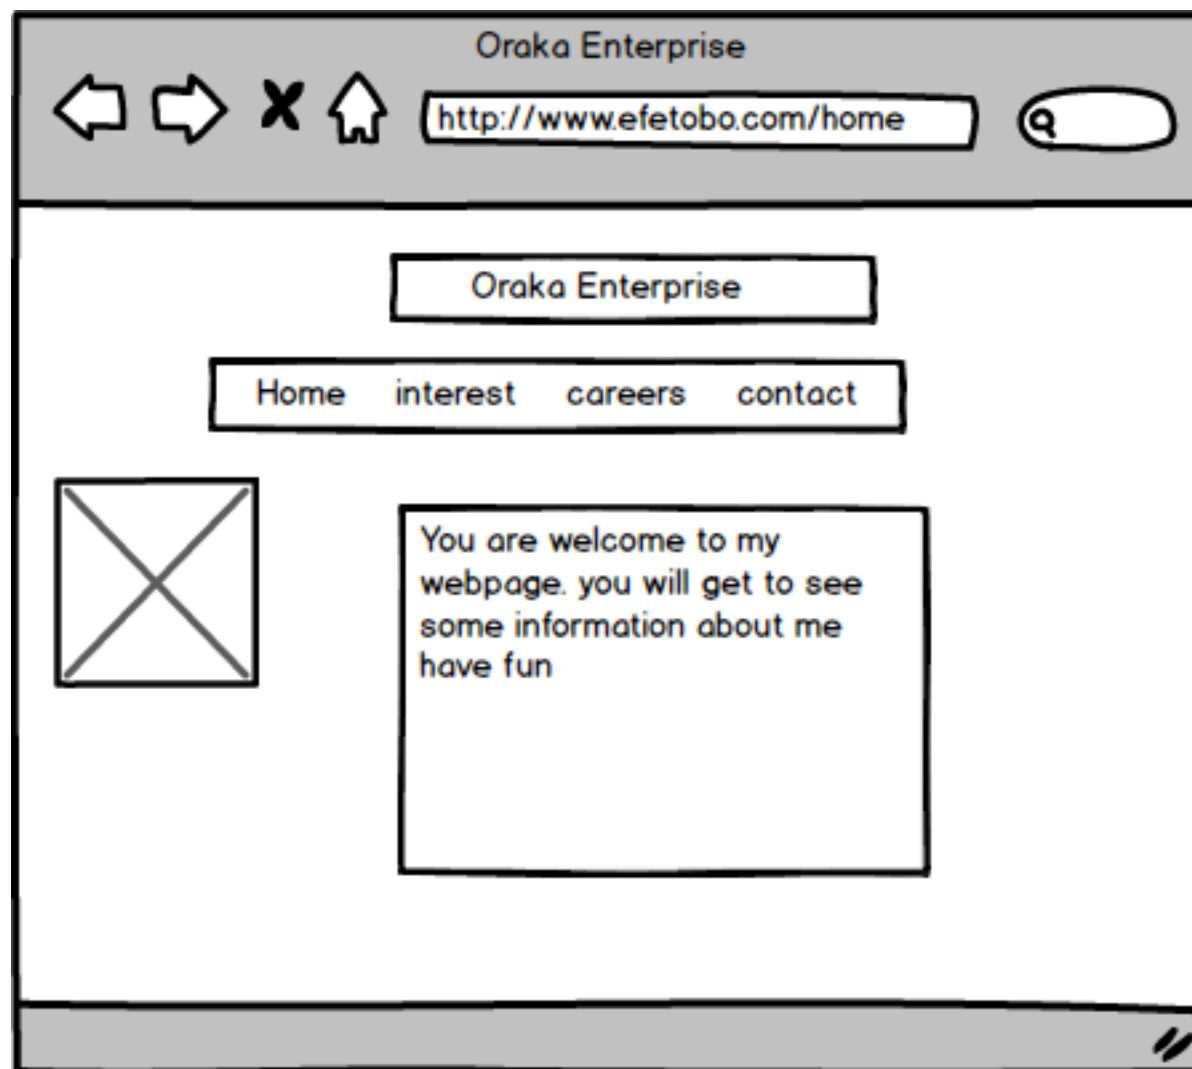 Oraka Enterprise
http://www.efetobo.com/home
Oraka Enterprise
Home interest careers contact
You are welcome to my
webpage. you will get to see
some information about me
have fun